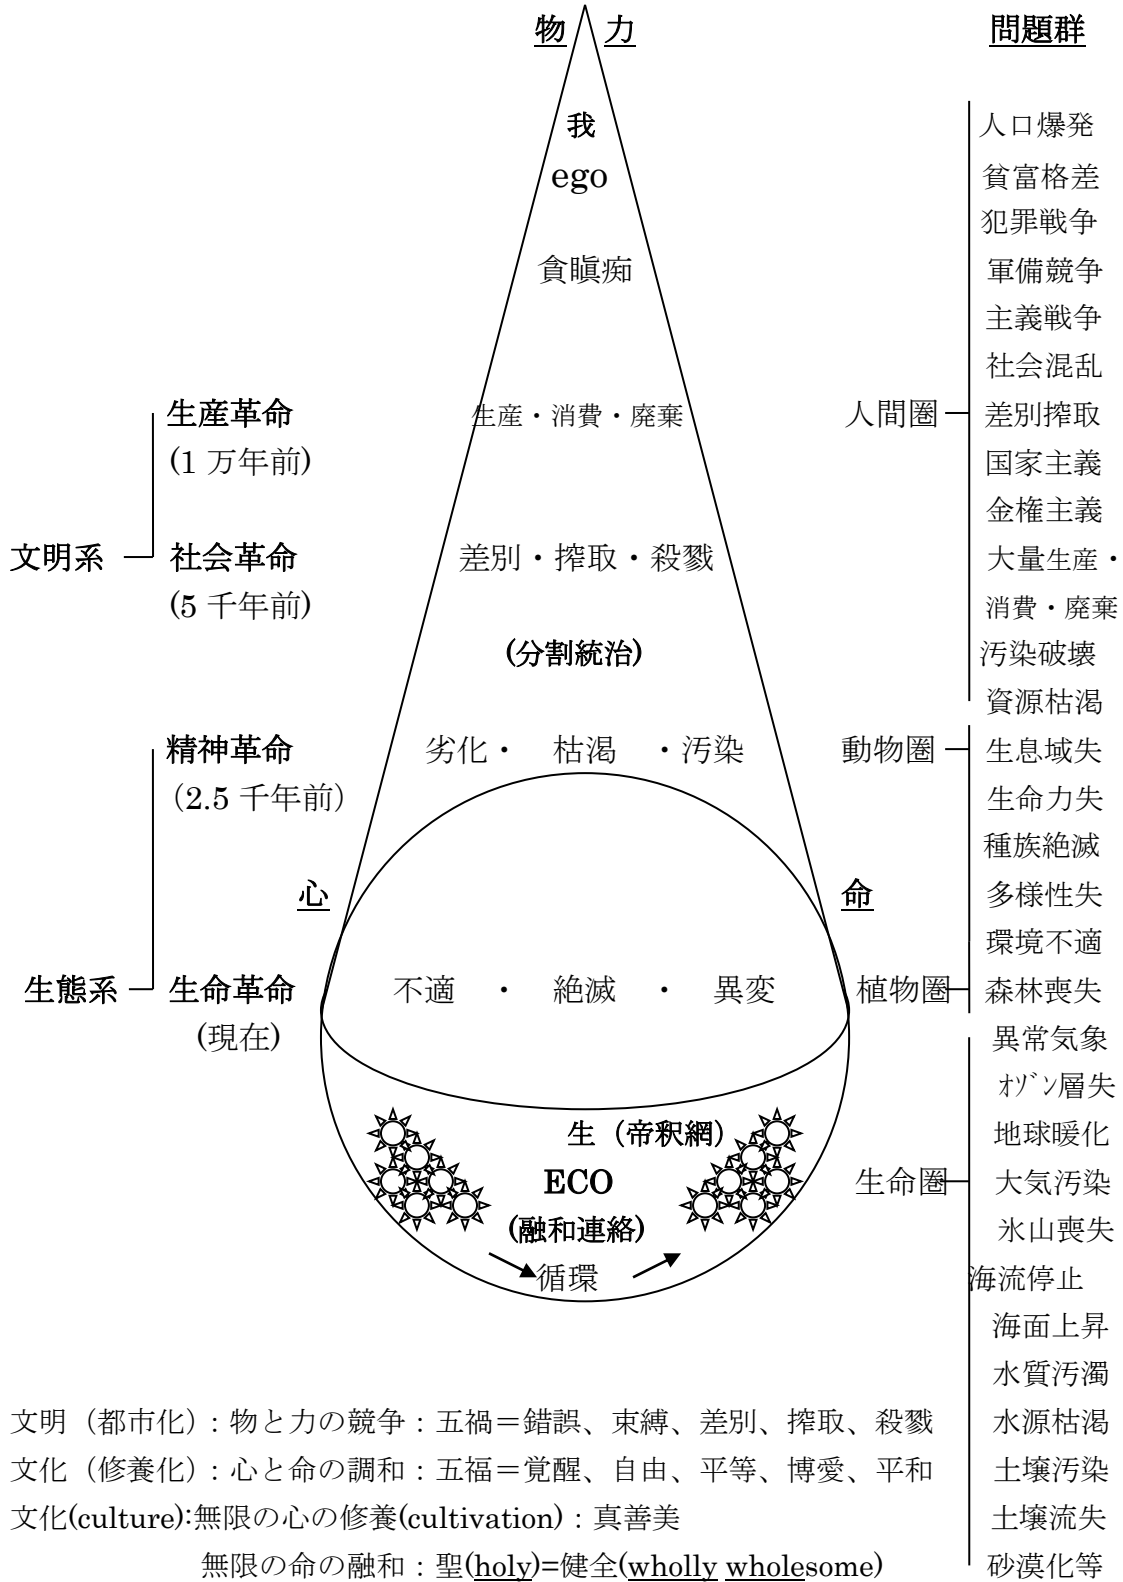 物 力 問題群
我 人口爆発
ego 貧富格差
犯罪戦争
貪瞋痴 軍備競争
主義戦争
社会混乱
生産革命 生産・消費・廃棄 人間圏 差別搾取
(1 万年前) 国家主義
金権主義
文明系 社会革命 差別・搾取・殺戮 大量生産・
(5 千年前) 消費・廃棄
(分割統治) 汚染破壊
資源枯渇
精神革命 劣化・ 枯渇 ・汚染 動物圏 生息域失
(2.5 千年前) 生命力失
種族絶滅
心 命 多様性失
環境不適
生態系 生命革命 不適 ・ 絶滅 ・ 異変 植物圏 森林喪失
(現在) 異常気象
ｵｿﾞﾝ層失
生（帝釈網) 地球暖化
ECO 生命圏 大気汚染
(融和連絡) 氷山喪失
循環 海流停止
海面上昇
水質汚濁
文明（都市化）: 物と力の競争 : 五禍＝錯誤、束縛、差別、搾取、殺戮 水源枯渇
文化（修養化）: 心と命の調和 : 五福＝覚醒、自由、平等、博愛、平和 土壌汚染
文化(culture):無限の心の修養(cultivation) : 真善美 土壌流失
無限の命の融和 : 聖(holy)=健全(wholly wholesome) 砂漠化等